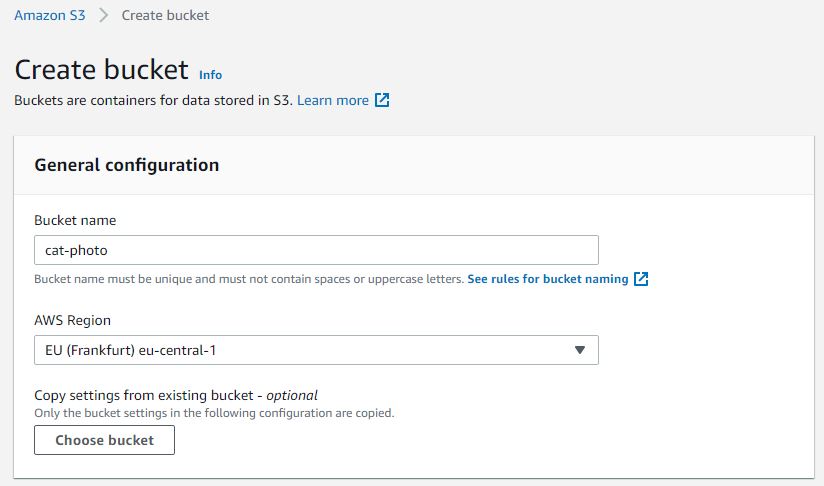 Amazon S3 > Create bucket
Create bucket Info
Buckets are containers for data stored in S3. Learn more
General configuration
Bucket name
cat-photo
Bucket name must be unique and must not contain spaces or uppercase letters. See rules for bucket naming
AWS Region
EU (Frankfurt) eu-central-1
Copy settings from existing bucket - optional
Only the bucket settings in the following configuration are copied.
Choose bucket